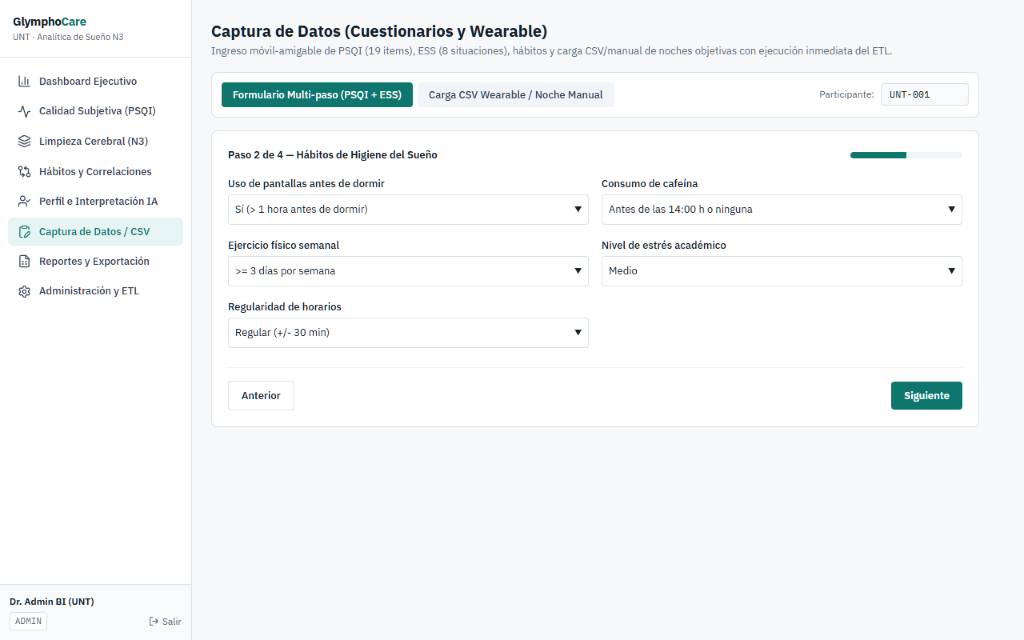 GlymphoCare
UNT · Analítica de Sueño N3
Dashboard Ejecutivo
Calidad Subjetiva (PSQI)
Limpieza Cerebral (N3)
Hábitos y Correlaciones
Perfil e Interpretación IA
Captura de Datos / CSV
Reportes y Exportación
Administración y ETL
Dr. Admin BI (UNT)
ADMIN
Salir
Captura de Datos (Cuestionarios y Wearable)
Ingreso móvil-amigable de PSQI (19 ítems), ESS (8 situaciones), hábitos y carga CSV/manual de noches objetivas con ejecución inmediata del ETL.
Formulario Multi-paso (PSQI + ESS)
Carga CSV Wearable / Noche Manual
Participante: UNT-001
Paso 2 de 4 — Hábitos de Higiene del Sueño
Uso de pantallas antes de dormir
Sí (> 1 hora antes de dormir)
Consumo de cafeína
Antes de las 14:00 h o ninguna
Ejercicio físico semanal
>= 3 días por semana
Nivel de estrés académico
Medio
Regularidad de horarios
Regular (+/- 30 min)
Anterior
Siguiente